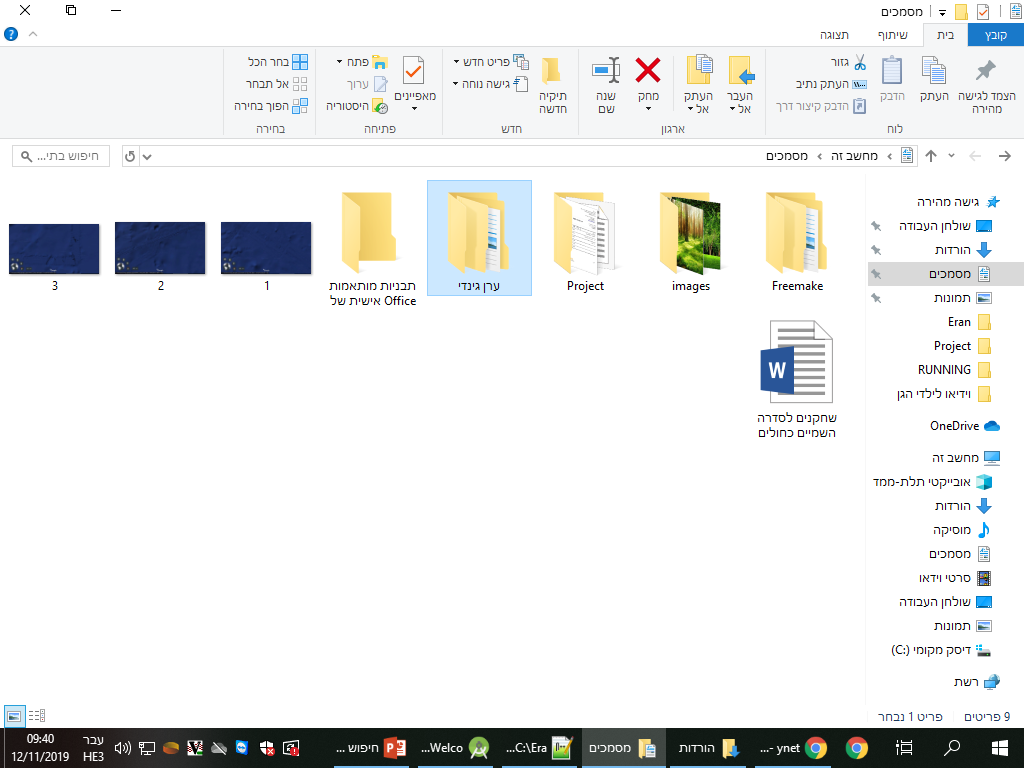 מסמכים
קובץ
בית
שיתוף
תצוגה
הצמד לגישה
מהירה
העתק
הדבק
גזור
העתק נתיב
הדבק קיצור דרך
לוח
העבר
אל
העתק
אל
מחק
שנה
שם
ארגון
תיקיה
חדשה
פריט חדש
גישה נוחה
חדש
מאפיינים
פתח
ערוך
היסטוריה
פתיחה
בחר הכל
אל תבחר
הפוך בחירה
בחירה
מחשב זה ‹ מסמכים
חיפוש בתי...
גישה מהירה
שולחן העבודה
הורדות
מסמכים
תמונות
Eran
Project
RUNNING
וידיאו לילדי הגן
OneDrive
מחשב זה
אובייקטי תלת-ממד
הורדות
מוסיקה
מסמכים
סרטי וידאו
שולחן העבודה
תמונות
דיסק מקומי (C:)
רשת
Freemake
images
Project
ערן גינדי
תבניות מותאמות
אישית של Office
1
2
3
W
שחקנים לסדרה
השמיים כחולים
9 פריטים
פריט 1 נבחר
ynet -...
הורדות
מסמכים
C:\Era...
Welco...
חיפוש ...
עבר
HE3
09:40
12/11/2019